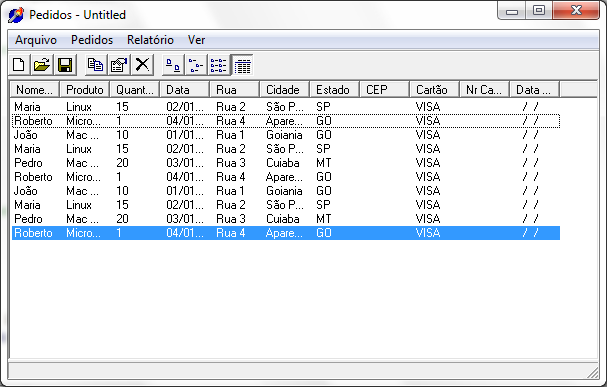 Pedidos - Untitled
Arquivo Pedidos Relatório Ver
Nome... Produto Quant... Data Rua Cidade Estado CEP Cartão Nr Ca... Data ...
Maria Linux 15 02/01... Rua 2 São P... SP VISA / /
Roberto Micro... 1 04/01... Rua 4 Apare... GO VISA / /
João Mac ... 10 01/01... Rua 1 Goiania GO VISA / /
Maria Linux 15 02/01... Rua 2 São P... SP VISA / /
Pedro Mac ... 20 03/01... Rua 3 Cuiaba MT VISA / /
Roberto Micro... 1 04/01... Rua 4 Apare... GO VISA / /
João Mac ... 10 01/01... Rua 1 Goiania GO VISA / /
Maria Linux 15 02/01... Rua 2 São P... SP VISA / /
Pedro Mac ... 20 03/01... Rua 3 Cuiaba MT VISA / /
Roberto Micro... 1 04/01... Rua 4 Apare... GO VISA / /